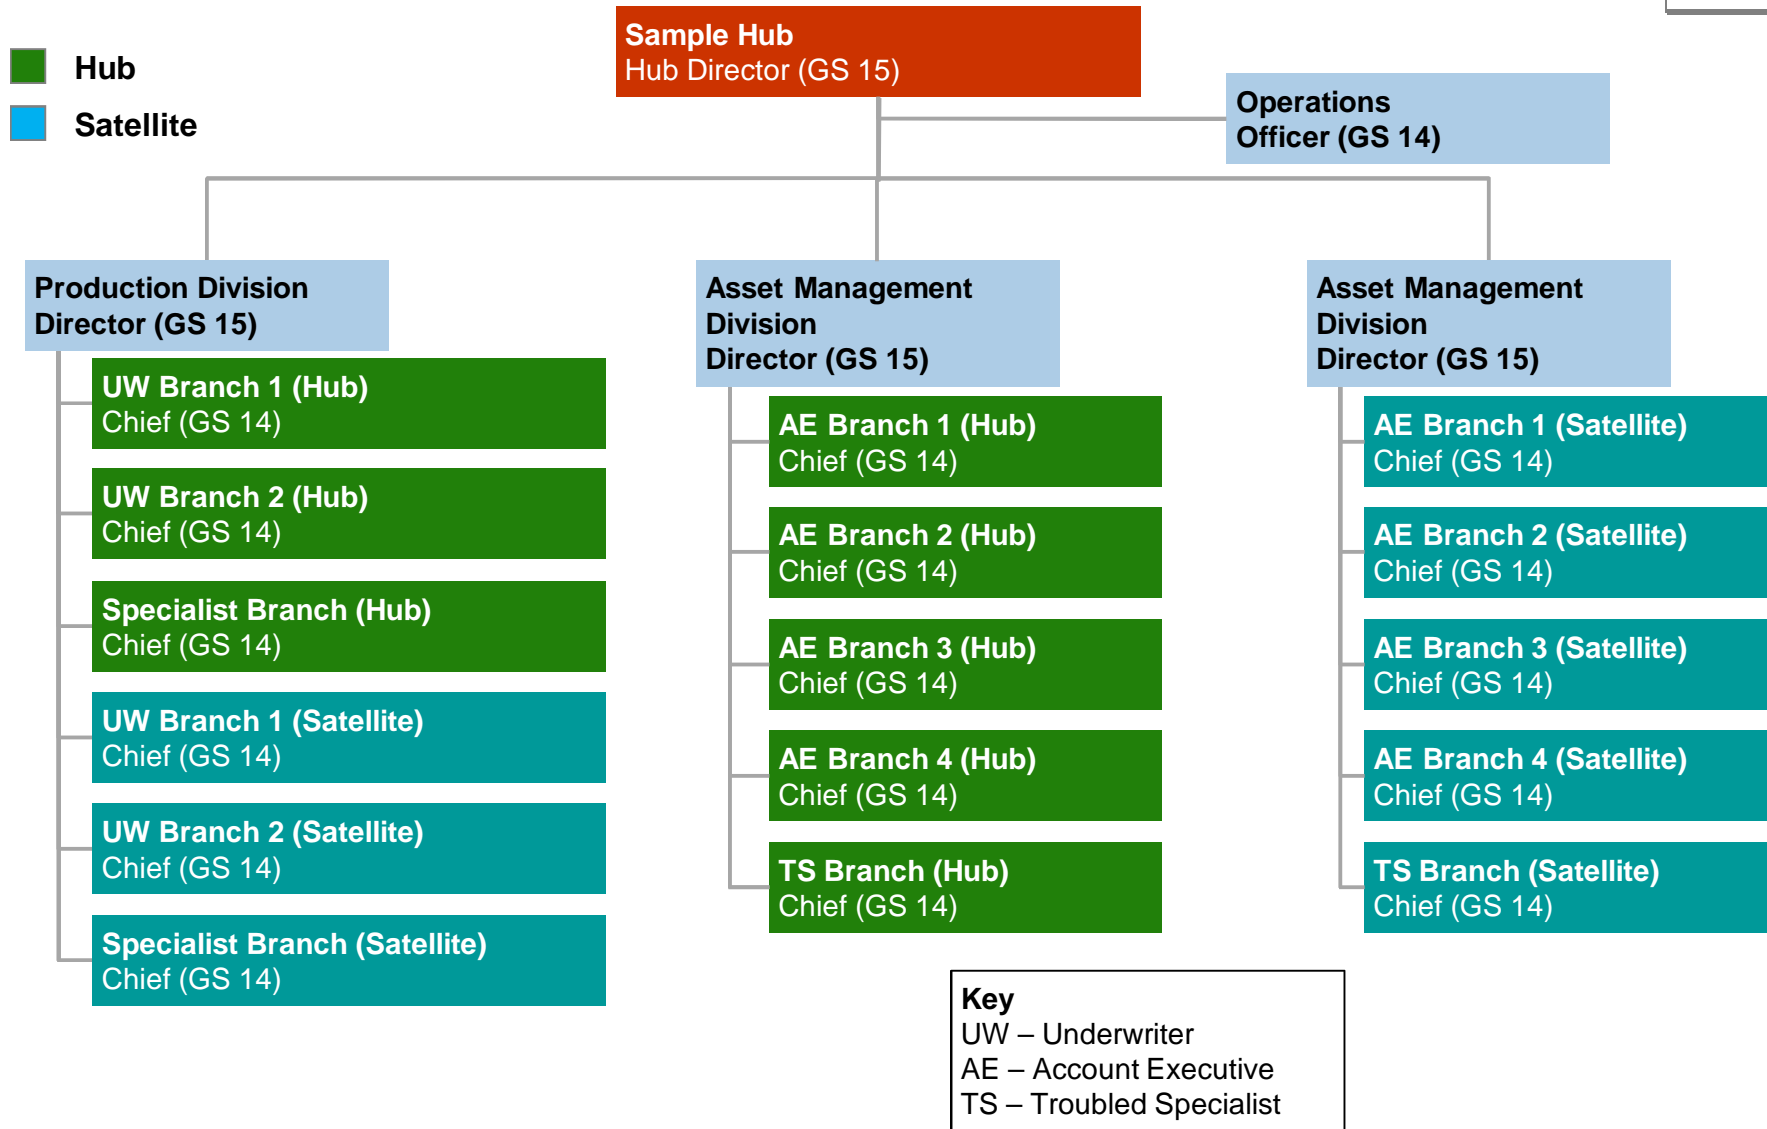 Sample Hub
Hub Director (GS 15)
Hub
Satellite
Operations
Officer (GS 14)
Production Division
Director (GS 15)
UW Branch 1 (Hub)
Chief (GS 14)
UW Branch 2 (Hub)
Chief (GS 14)
Specialist Branch (Hub)
Chief (GS 14)
UW Branch 1 (Satellite)
Chief (GS 14)
UW Branch 2 (Satellite)
Chief (GS 14)
Specialist Branch (Satellite)
Chief (GS 14)
Asset Management
Division
Director (GS 15)
AE Branch 1 (Hub)
Chief (GS 14)
AE Branch 2 (Hub)
Chief (GS 14)
AE Branch 3 (Hub)
Chief (GS 14)
AE Branch 4 (Hub)
Chief (GS 14)
TS Branch (Hub)
Chief (GS 14)
Asset Management
Division
Director (GS 15)
AE Branch 1 (Satellite)
Chief (GS 14)
AE Branch 2 (Satellite)
Chief (GS 14)
AE Branch 3 (Satellite)
Chief (GS 14)
AE Branch 4 (Satellite)
Chief (GS 14)
TS Branch (Satellite)
Chief (GS 14)
Key
UW – Underwriter
AE – Account Executive
TS – Troubled Specialist